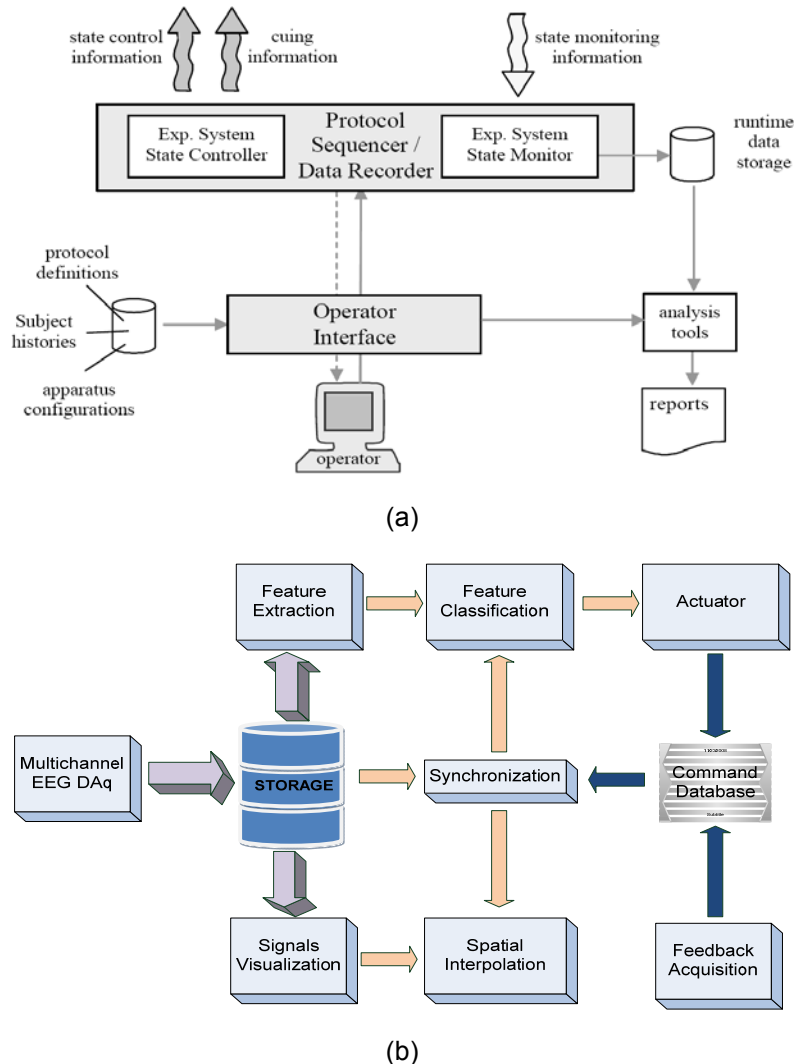 state control
information
cuing
information
state monitoring
information
Exp. System
State Controller
Protocol
Sequencer /
Data Recorder
Exp. System
State Monitor
runtime
data
storage
protocol
definitions
Subject
histories
apparatus
configurations
Operator
Interface
analysis
tools
reports
operator
(a)
Feature
Extraction
Feature
Classification
Actuator
Multichannel
EEG DAq
STORAGE
Synchronization
Command
Database
Subtitle
Signals
Visualization
Spatial
Interpolation
Feedback
Acquisition
(b)